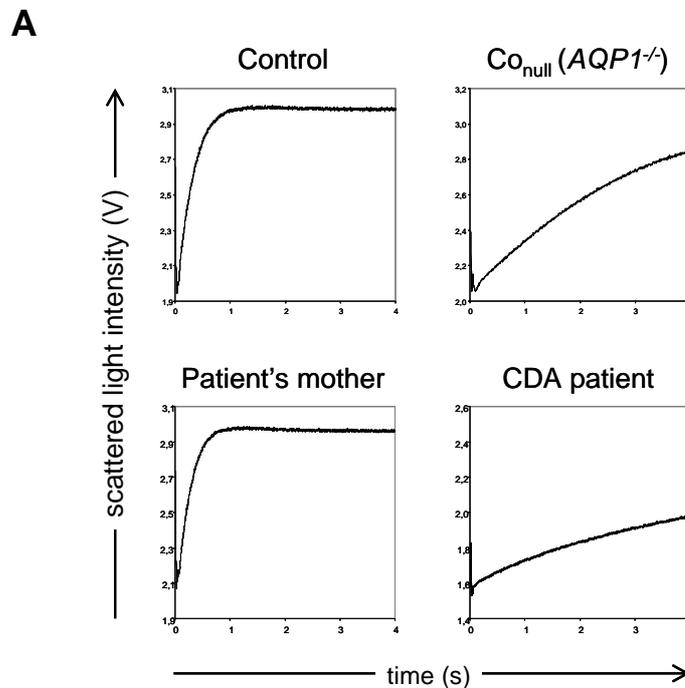 A
Control
Co_null (AQP1-/-)
scattered light intensity (V)
3,1
2,9
2,7
2,5
2,3
2,1
1,9
0 1 2 3 4
3,2
3,0
2,8
2,6
2,4
2,2
2,0
0 1 2 3
Patient's mother
CDA patient
3,1
2,9
2,7
2,5
2,3
2,1
1,9
0 1 2 3 4
2,6
2,4
2,2
2,0
1,8
1,6
1,4
0 1 2 3
time (s)